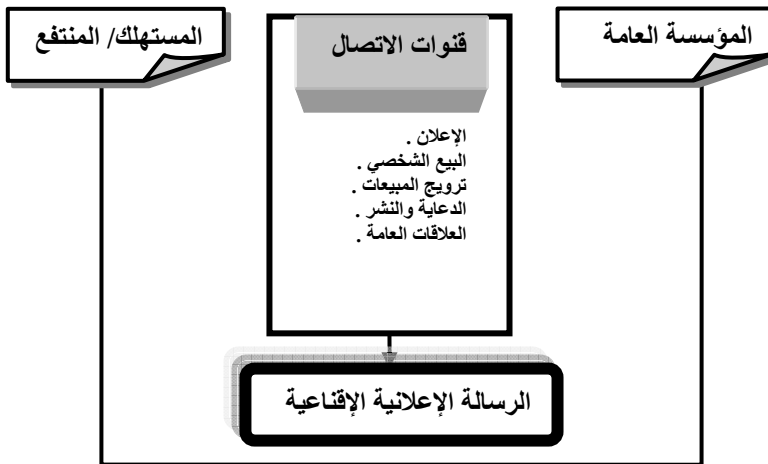 المؤسسة العامة
قنوات الاتصال
المستهلك/ المنتفع
الإعلان .
البيع الشخصي .
ترويج المبيعات .
الدعاية والنشر .
العلاقات العامة .
الرسالة الإعلانية الإقناعية